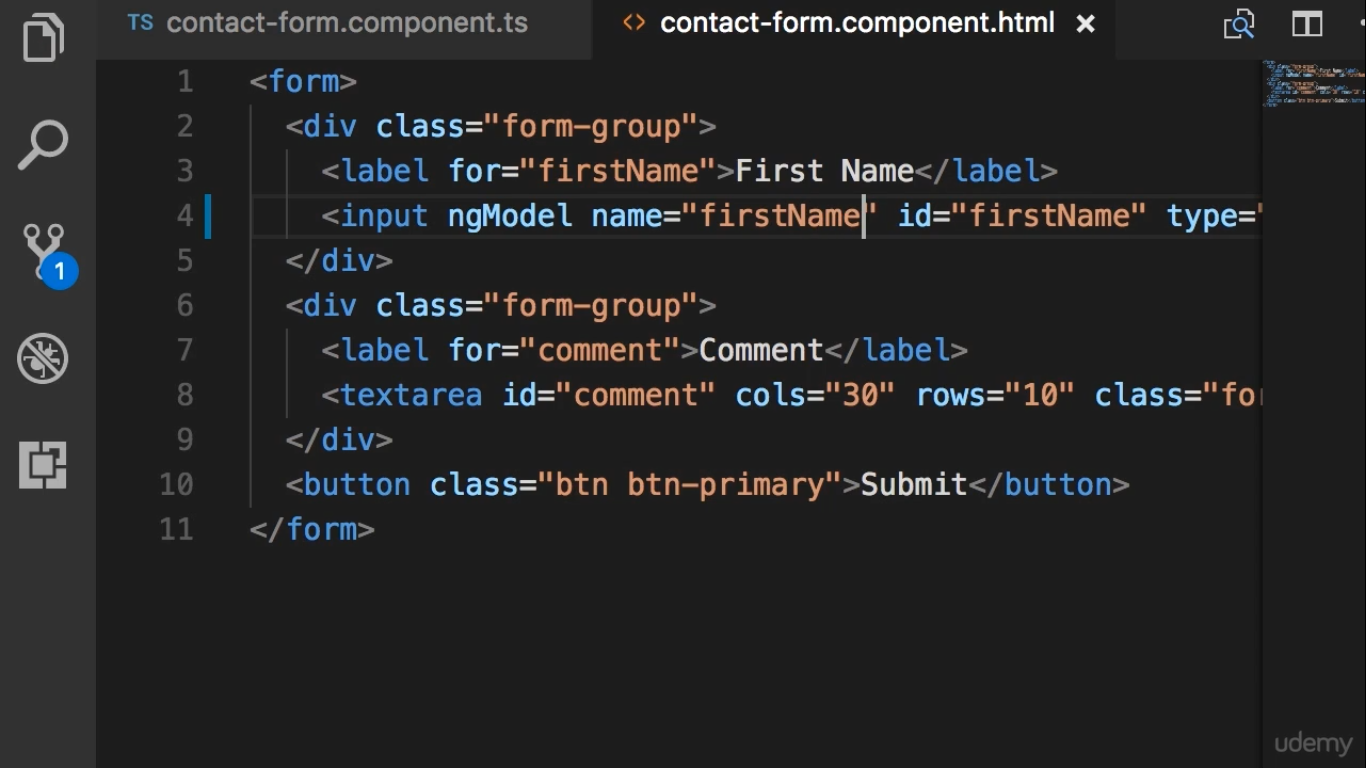 TS contact-form.component.ts <> contact-form.component.html ×
1 <form>
2 <div class="form-group">
3 <label for="firstName">First Name</label>
4 <input ngModel name="firstName" id="firstName" type="
5 </div>
6 <div class="form-group">
7 <label for="comment">Comment</label>
8 <textarea id="comment" cols="30" rows="10" class="fo
9 </div>
10 <button class="btn btn-primary">Submit</button>
11 </form>
1
udemy